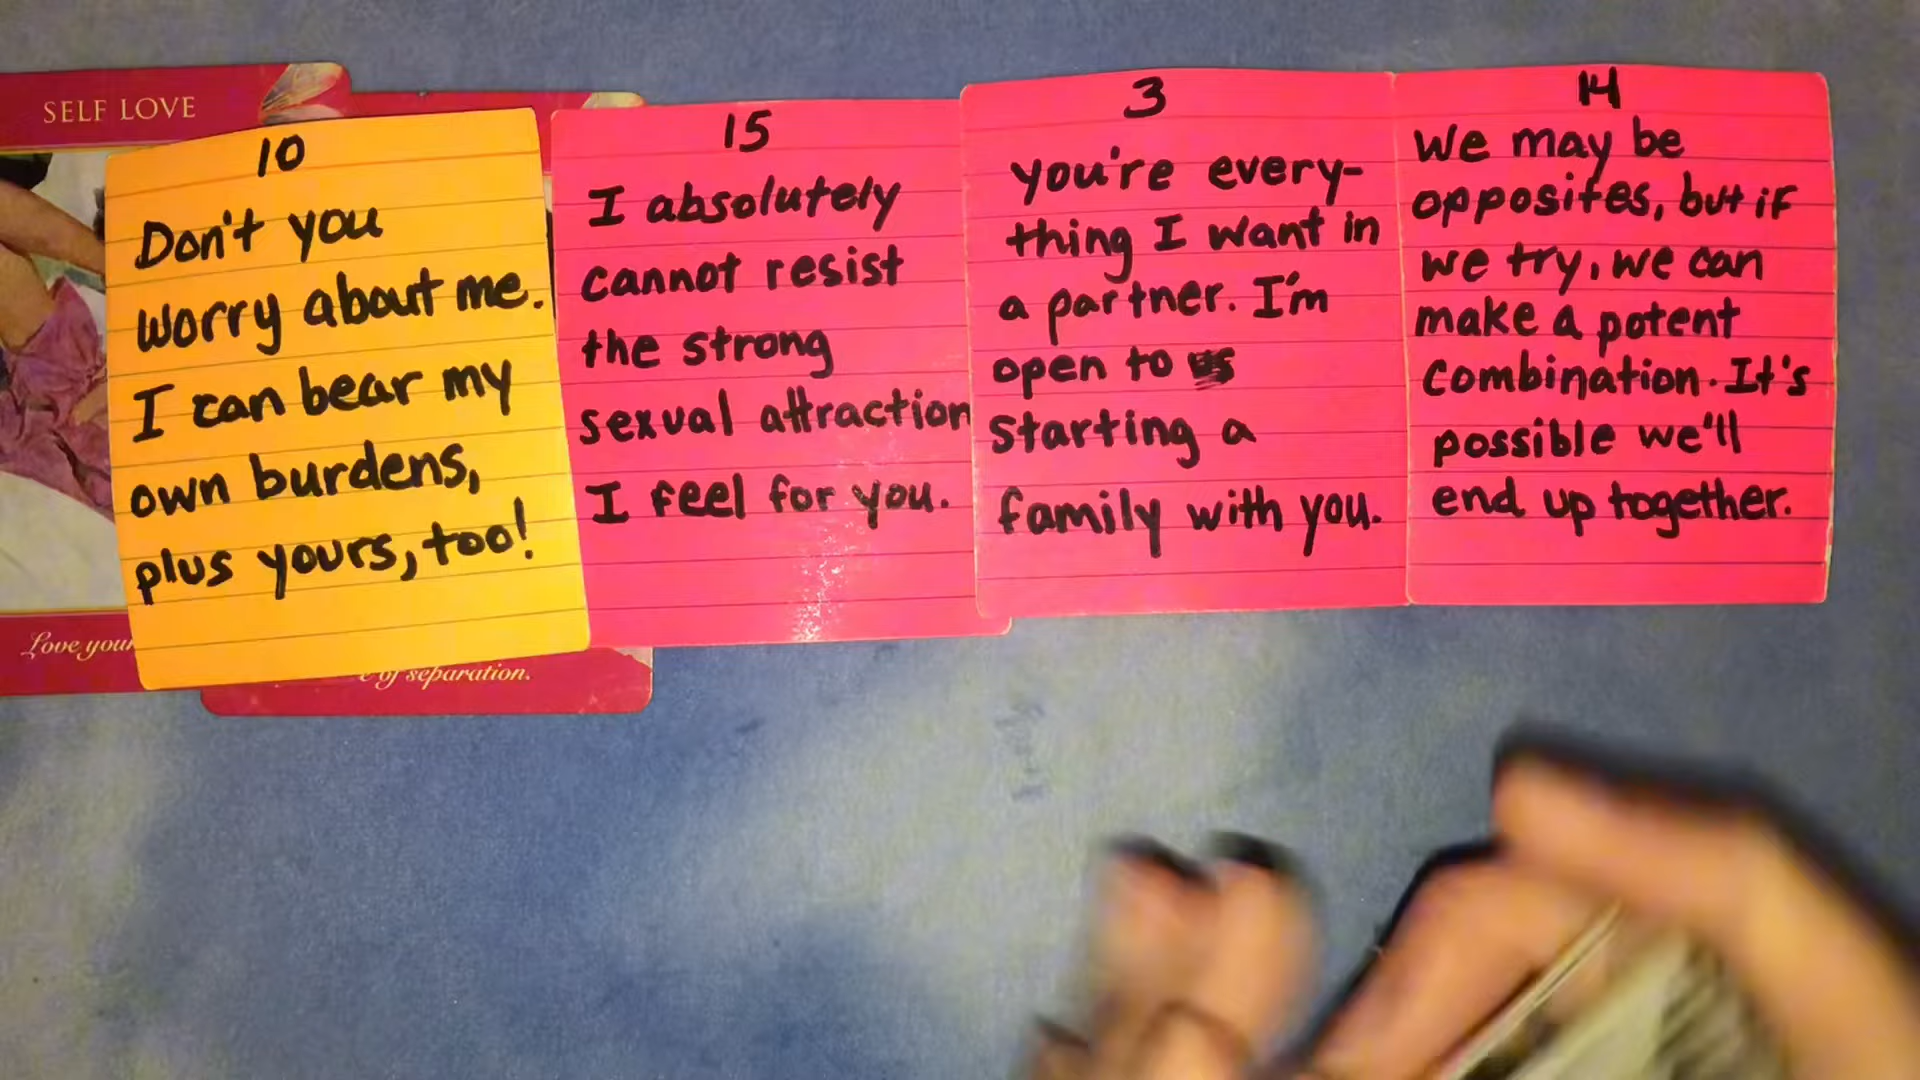 SELF LOVE
10
Don't you
worry about me.
I can bear my
own burdens,
plus yours, too!
Love your
of separation.
15
I absolutely
cannot resist
the strong
sexual attraction
I feel for you.
3
you're every-
thing I want in
a partner. I'm
open to
starting a
family with you.
14
We may be
opposites, but if
we try, we can
make a potent
combination. It's
possible we'll
end up together.